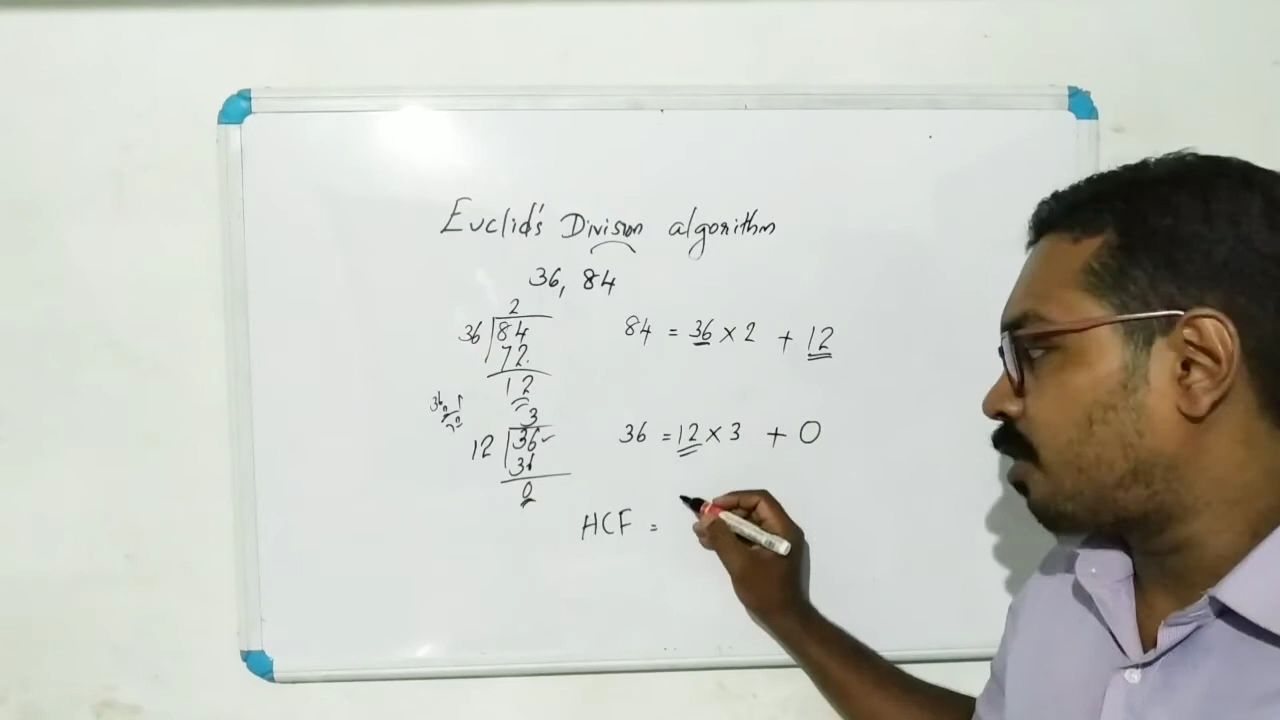 Euclid's Division algorithm
36, 84
2
36 84
84 = 36 × 2 + 12
72
12
3
12 36
36 = 12 × 3 + 0
36
0
HCF =